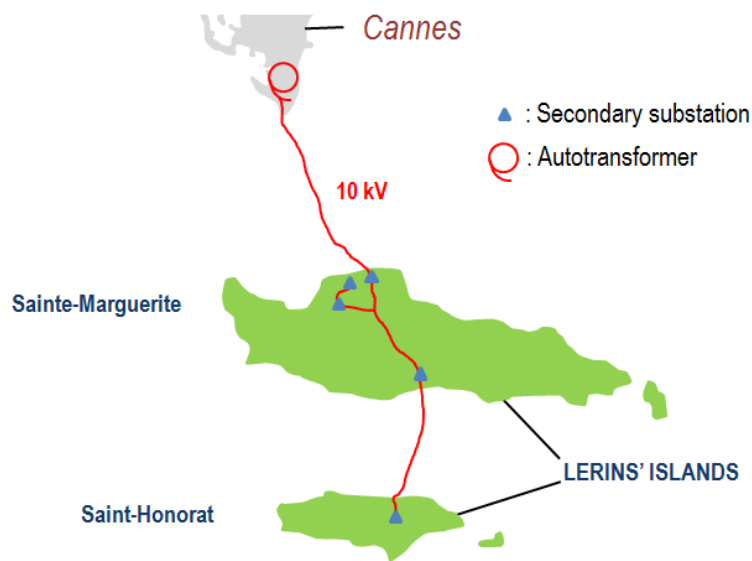 Cannes
: Secondary substation
: Autotransformer
10 kV
Sainte-Marguerite
LERINS' ISLANDS
Saint-Honorat